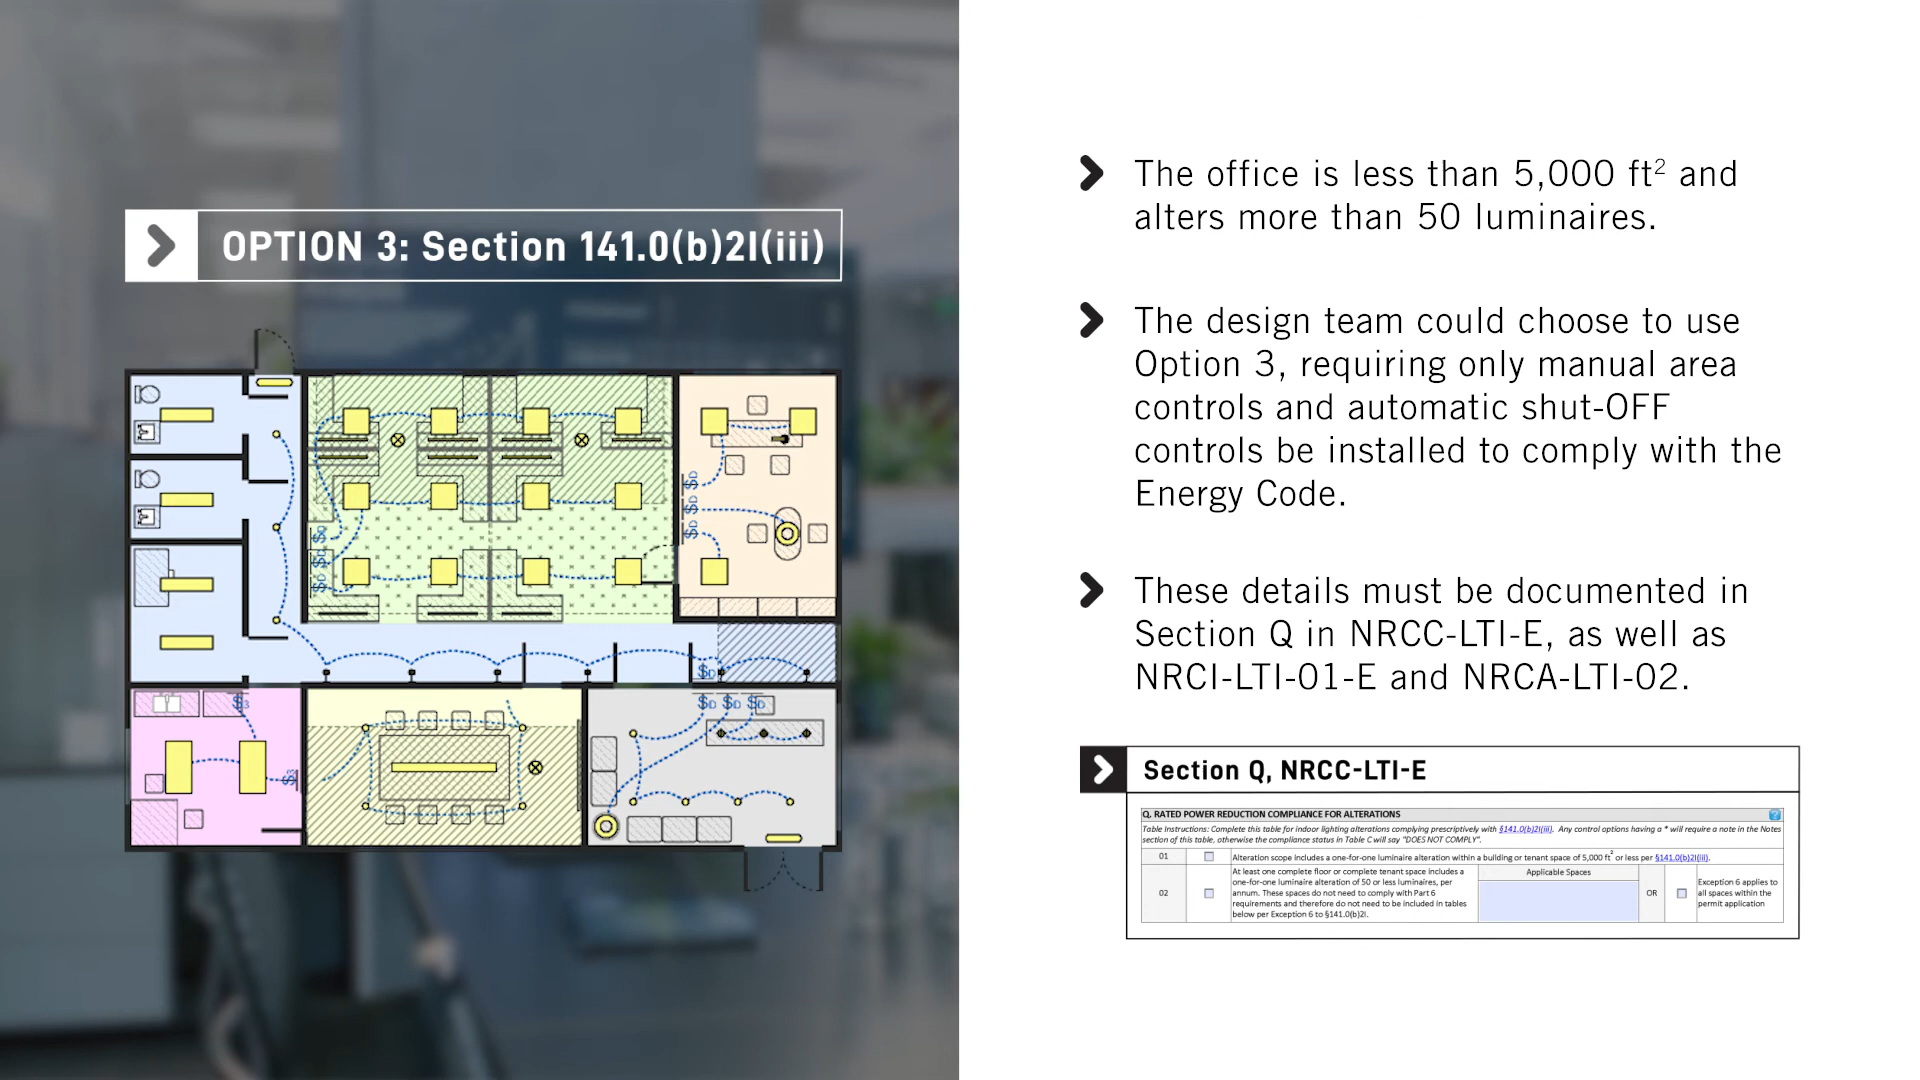 OPTION 3: Section 141.0(b)2I(iii)
The office is less than 5,000 ft² and
alters more than 50 luminaires.
The design team could choose to use
Option 3, requiring only manual area
controls and automatic shut-OFF
controls be installed to comply with the
Energy Code.
These details must be documented in
Section Q in NRCC-LTI-E, as well as
NRCI-LTI-01-E and NRCA-LTI-02.
Section Q, NRCC-LTI-E
Q. RATED POWER REDUCTION COMPLIANCE FOR ALTERATIONS
Table Instructions: Complete this table for indoor lighting alterations complying prescriptively with §141.0(b)2I(iii). Any control options having a * will require a note in the Notes
section of this table, otherwise the compliance status in Table C will say "DOES NOT COMPLY".
01
Alteration scope includes a one-for-one luminaire alteration within a building or tenant space of 5,000 ft² or less per §141.0(b)2I(iii).
02
At least one complete floor or complete tenant space includes a
one-for-one luminaire alteration of 50 or less luminaires, per
annum. These spaces do not need to comply with Part 6
requirements and therefore do not need to be included in tables
below per Exception 6 to §141.0(b)2I.
Applicable Spaces
OR
Exception 6 applies to
all spaces within the
permit application
$D
$D
$D
$D
$D
$D
$D
$3
$D
$D
$D
$3